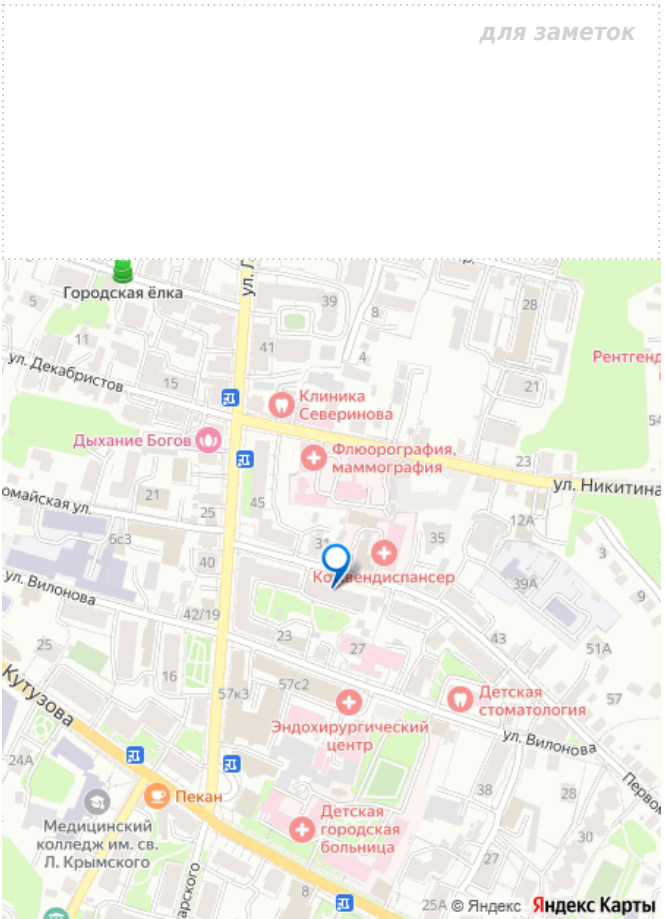 для заметок
Городская ёлка
ул. Л
5
39
8
28
11
41
4
ул. Декабристов
15
21
Рентгенд
Клиника
Северинова
54
Дыхание Богов
Флюорография,
маммография
23
ул. Никитина
21
45
омайская ул.
25
12А
6с3
31
35
3
40
Кожвендиспансер
39А
ул. Вилонова
9
42/19
23
43
25
27
51А
16
57к3
57с2
57
Кутузова
Детская
стоматология
Эндохирургический
центр
ул. Вилонова
24А
Пекан
38
28
Первом
Медицинский
колледж им. св.
Л. Крымского
Детская
городская
больница
30
27
арского
8
25А
© Яндекс Яндекс Карты